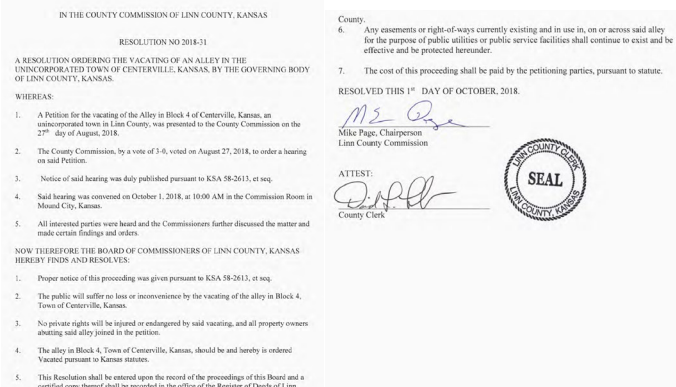 IN THE COUNTY COMMISSION OF LINN COUNTY, KANSAS
RESOLUTION NO 2018-31
A RESOLUTION ORDERING THE VACATING OF AN ALLEY IN THE
UNINCORPORATED TOWN OF CENTERVILLE, KANSAS, BY THE GOVERNING BODY
OF LINN COUNTY, KANSAS.
WHEREAS:
1. A Petition for the vacating of the Alley in Block 4 of Centerville, Kansas, an
unincorporated town in Linn County, was presented to the County Commission on the
27th day of August, 2018.
2. The County Commission, by a vote of 3-0, voted on August 27, 2018, to order a hearing
on said Petition.
3. Notice of said hearing was duly published pursuant to KSA 58-2613, et seq.
4. Said hearing was convened on October 1, 2018, at 10:00 AM in the Commission Room in
Mound City, Kansas.
5. All interested parties were heard and the Commissioners further discussed the matter and
made certain findings and orders.
NOW THEREFORE THE BOARD OF COMMISSIONERS OF LINN COUNTY, KANSAS
HEREBY FINDS AND RESOLVES:
1. Proper notice of this proceeding was given pursuant to KSA 58-2613, et seq.
2. The public will suffer no loss or inconvenience by the vacating of the alley in Block 4,
Town of Centerville, Kansas.
3. No private rights will be injured or endangered by said vacating, and all property owners
abutting said alley joined in the petition.
4. The alley in Block 4, Town of Centerville, Kansas, should be and hereby is ordered
Vacated pursuant to Kansas statutes.
5. This Resolution shall be entered upon the record of the proceedings of this Board and a
certified copy thereof shall be recorded in the office of the Register of Deeds of Linn
County.
6. Any easements or right-of-ways currently existing and in use in, on or across said alley
for the purpose of public utilities or public service facilities shall continue to exist and be
effective and be protected hereunder.
7. The cost of this proceeding shall be paid by the petitioning parties, pursuant to statute.
RESOLVED THIS 1st DAY OF OCTOBER, 2018.
Mike Page, Chairperson
Linn County Commission
ATTEST:
County Clerk
LINN COUNTY CLERK
SEAL
LINN COUNTY, KANSAS